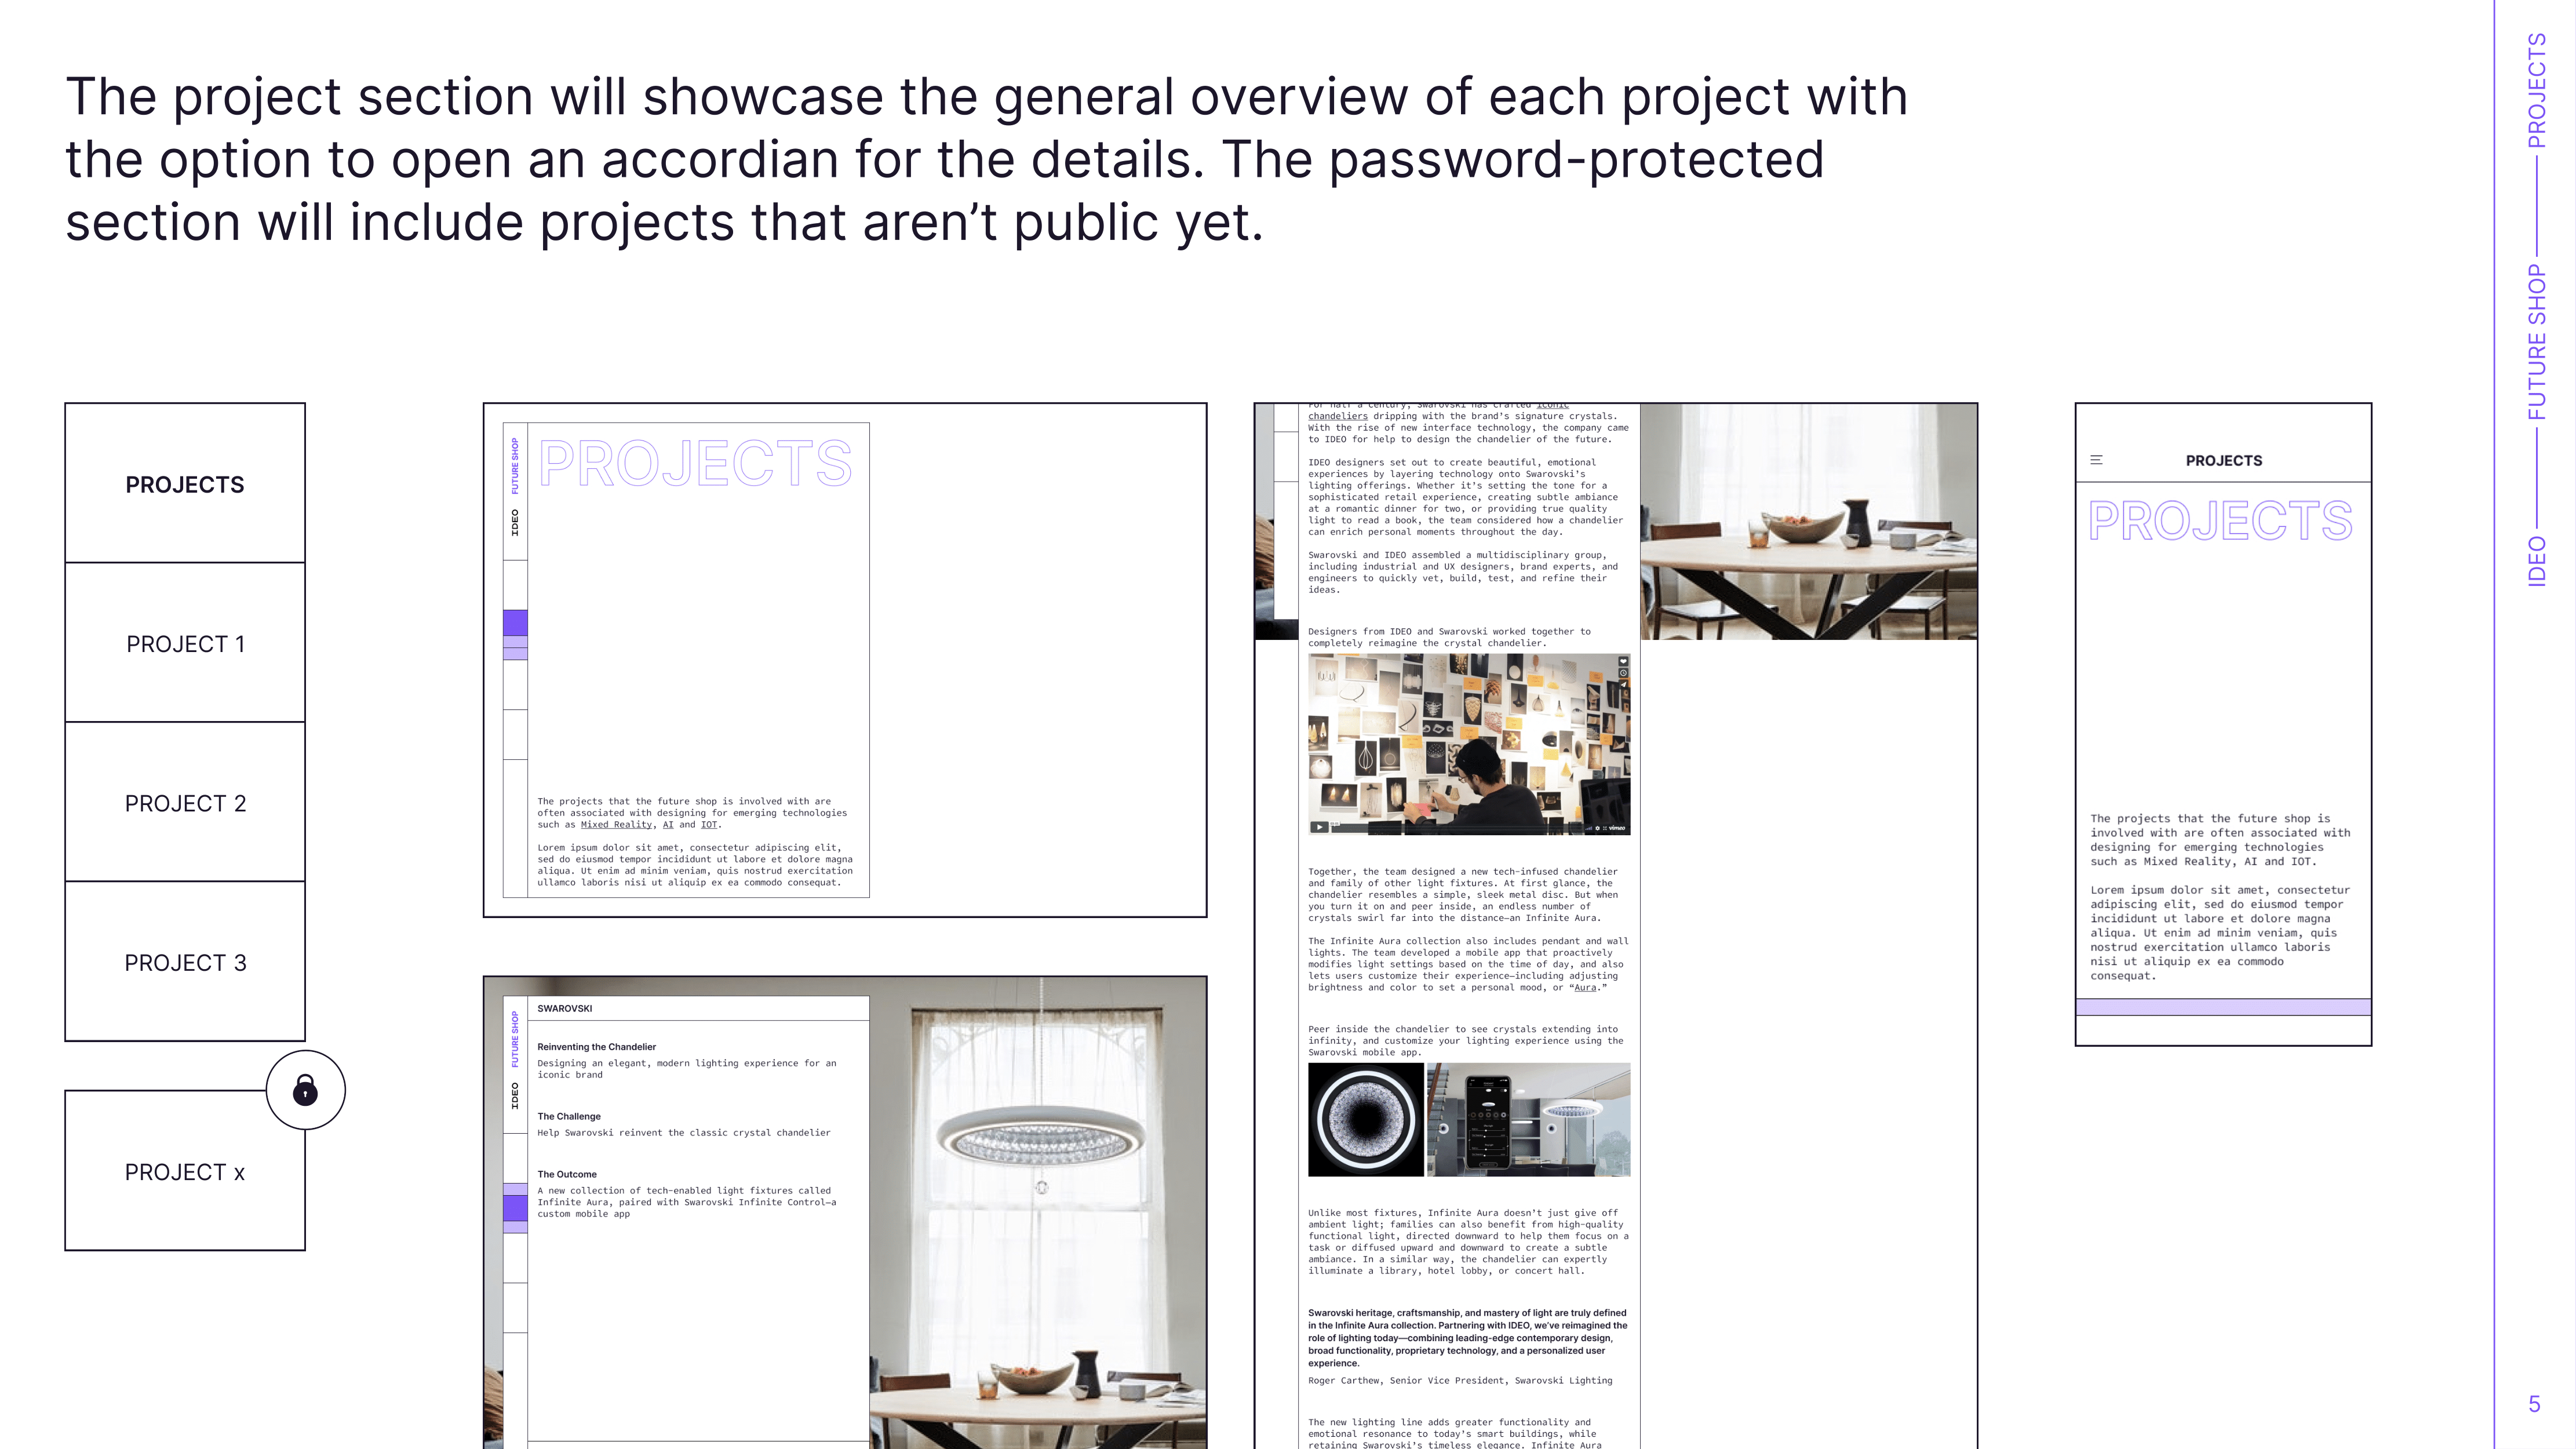 The project section will showcase the general overview of each project with
the option to open an accordian for the details. The password-protected
section will include projects that aren’t public yet.
PROJECTS
PROJECT 1
PROJECT 2
PROJECT 3
PROJECT x
IDEO FUTURE SHOP
PROJECTS
The projects that the future shop is involved with are
often associated with designing for emerging technologies
such as Mixed Reality, AI and IOT.
Lorem ipsum dolor sit amet, consectetur adipiscing elit,
sed do eiusmod tempor incididunt ut labore et dolore magna
aliqua. Ut enim ad minim veniam, quis nostrud exercitation
ullamco laboris nisi ut aliquip ex ea commodo consequat.
IDEO FUTURE SHOP
SWAROVSKI
Reinventing the Chandelier
Designing an elegant, modern lighting experience for an
iconic brand
The Challenge
Help Swarovski reinvent the classic crystal chandelier
The Outcome
A new collection of tech-enabled light fixtures called
Infinite Aura, paired with Swarovski Infinite Control—a
custom mobile app
For half a century, Swarovski has crafted iconic
chandeliers dripping with the brand’s signature crystals.
With the rise of new interface technology, the company came
to IDEO for help to design the chandelier of the future.
IDEO designers set out to create beautiful, emotional
experiences by layering technology onto Swarovski’s
lighting offerings. Whether it’s setting the tone for a
sophisticated retail experience, creating subtle ambiance
at a romantic dinner for two, or providing true quality
light to read a book, the team considered how a chandelier
can enrich personal moments throughout the day.
Swarovski and IDEO assembled a multidisciplinary group,
including industrial and UX designers, brand experts, and
engineers to quickly vet, build, test, and refine their
ideas.
Designers from IDEO and Swarovski worked together to
completely reimagine the crystal chandelier.
vimeo
Together, the team designed a new tech-infused chandelier
and family of other light fixtures. At first glance, the
chandelier resembles a simple, sleek metal disc. But when
you turn it on and peer inside, an endless number of
crystals swirl far into the distance—an Infinite Aura.
The Infinite Aura collection also includes pendant and wall
lights. The team developed a mobile app that proactively
modifies light settings based on the time of day, and also
lets users customize their experience—including adjusting
brightness and color to set a personal mood, or “Aura.”
Peer inside the chandelier to see crystals extending into
infinity, and customize your lighting experience using the
Swarovski mobile app.
Unlike most fixtures, Infinite Aura doesn’t just give off
ambient light; families can also benefit from high-quality
functional light, directed downward to help them focus on a
task or diffused upward and downward to create a subtle
ambiance. In a similar way, the chandelier can expertly
illuminate a library, hotel lobby, or concert hall.
Swarovski heritage, craftsmanship, and mastery of light are truly defined
in the Infinite Aura collection. Partnering with IDEO, we’ve reimagined the
role of lighting today—combining leading-edge contemporary design,
broad functionality, proprietary technology, and a personalized user
experience.
Roger Carthew, Senior Vice President, Swarovski Lighting
The new lighting line adds greater functionality and
emotional resonance to today’s smart buildings, while
retaining Swarovski’s timeless elegance. Infinite Aura
PROJECTS
PROJECTS
The projects that the future shop is
involved with are often associated with
designing for emerging technologies
such as Mixed Reality, AI and IOT.
Lorem ipsum dolor sit amet, consectetur
adipiscing elit, sed do eiusmod tempor
incididunt ut labore et dolore magna
aliqua. Ut enim ad minim veniam, quis
nostrud exercitation ullamco laboris
nisi ut aliquip ex ea commodo
consequat.
IDEO —— FUTURE SHOP —— PROJECTS
5